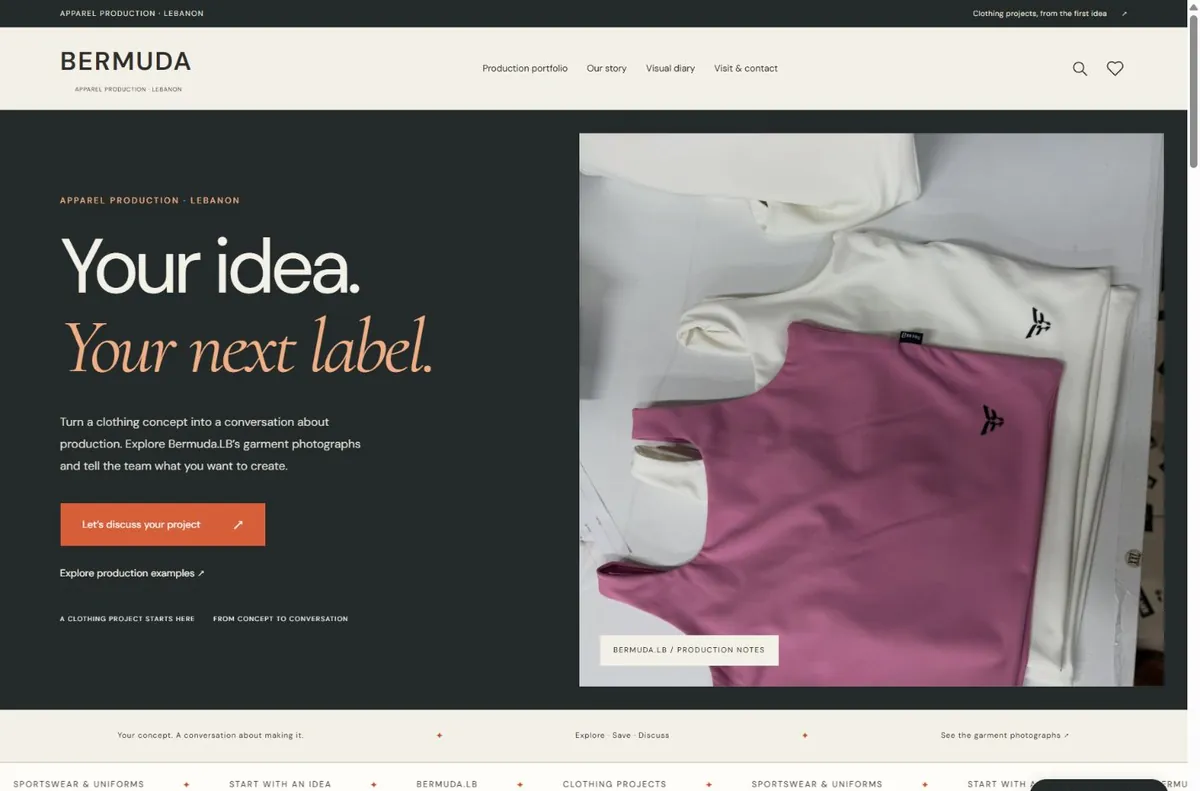 APPAREL PRODUCTION · LEBANON
Clothing projects, from the first idea ↗
BERMUDA
APPAREL PRODUCTION · LEBANON
Production portfolio
Our story
Visual diary
Visit & contact
APPAREL PRODUCTION · LEBANON
Your idea.
Your next label.
Turn a clothing concept into a conversation about
production. Explore Bermuda.LB's garment photographs
and tell the team what you want to create.
Let's discuss your project ↗
Explore production examples ↗
A CLOTHING PROJECT STARTS HERE
FROM CONCEPT TO CONVERSATION
BERMUDA.LB / PRODUCTION NOTES
Your concept. A conversation about making it.
Explore · Save · Discuss
See the garment photographs ↗
SPORTSWEAR & UNIFORMS ✦ START WITH AN IDEA ✦ BERMUDA.LB ✦ CLOTHING PROJECTS ✦ SPORTSWEAR & UNIFORMS ✦ START WITH